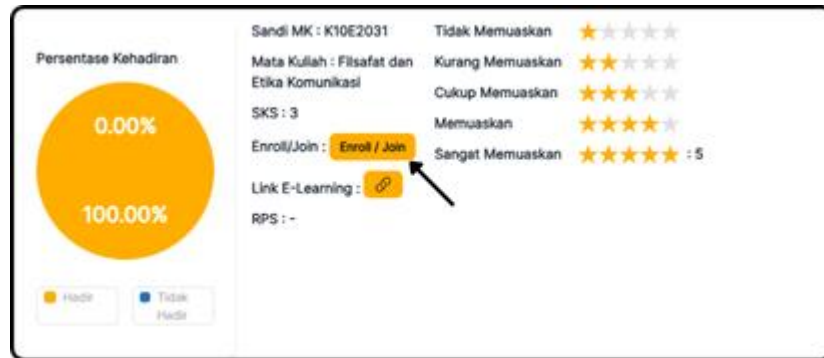 Persentase Kehadiran
0.00%
100.00%
Hadir
Tidak
Hadir
Sandi MK : K10E2031
Mata Kuliah : Filsafat dan
Etika Komunikasi
SKS : 3
Enroll/Join : Enroll / Join
Link E-Learning :
RPS : -
Tidak Memuaskan
Kurang Memuaskan
Cukup Memuaskan
Memuaskan
Sangat Memuaskan : 5